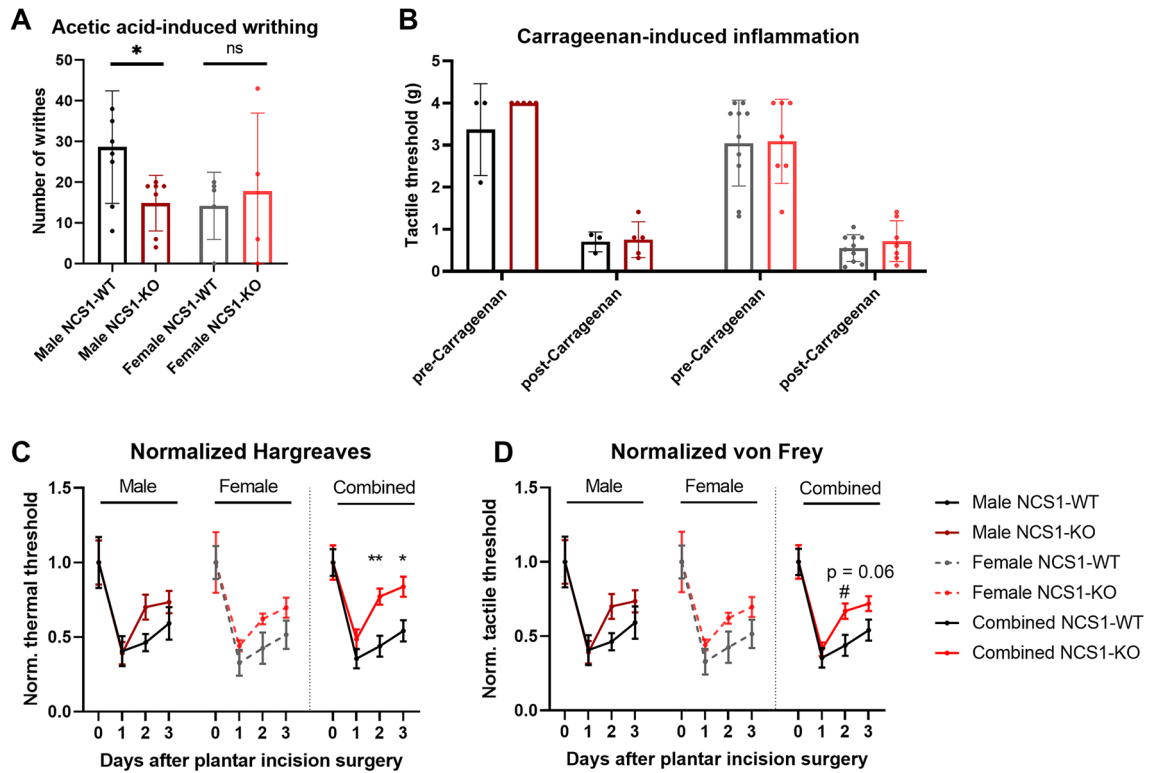 A
Acetic acid-induced writhing
*
ns
Number of writhes
50
40
30
20
10
0
Male NCS1-WT
Male NCS1-KO
Female NCS1-WT
Female NCS1-KO
B
Carrageenan-induced inflammation
Tactile threshold (g)
5
4
3
2
1
0
pre-Carrageenan
post-Carrageenan
pre-Carrageenan
post-Carrageenan
C
Normalized Hargreaves
Male
Female
Combined
Norm. thermal threshold
1.5
1.0
0.5
0.0
**
*
0 1 2 3
0 1 2 3
0 1 2 3
Days after plantar incision surgery
D
Normalized von Frey
Male
Female
Combined
Norm. tactile threshold
1.5
1.0
0.5
0.0
p = 0.06
#
0 1 2 3
0 1 2 3
0 1 2 3
Days after plantar incision surgery
Male NCS1-WT
Male NCS1-KO
Female NCS1-WT
Female NCS1-KO
Combined NCS1-WT
Combined NCS1-KO